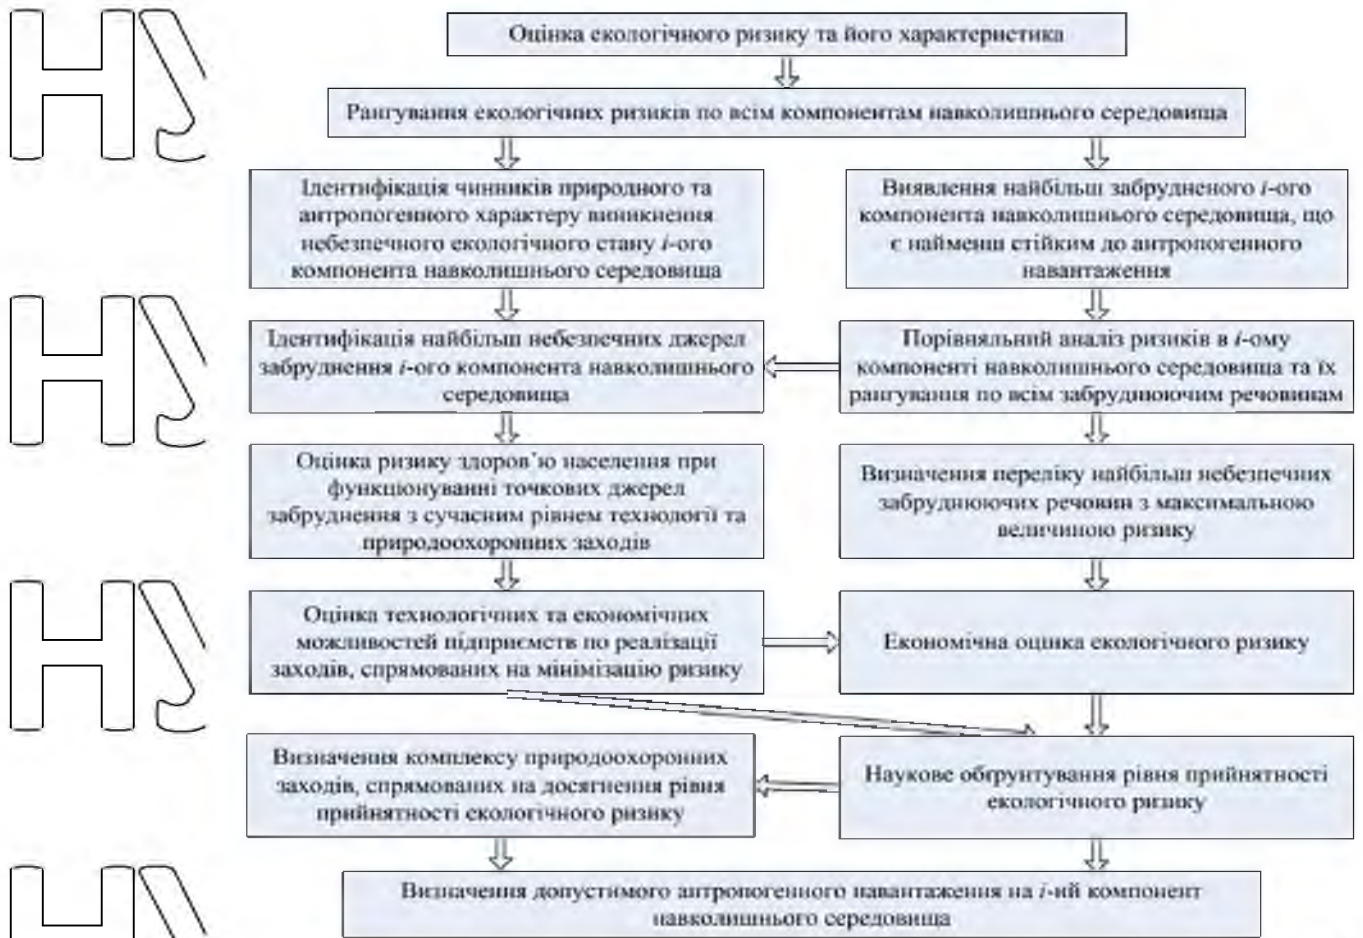 Оцінка екологічного ризику та його характеристика
Рангування екологічних ризиків по всім компонентам навколишнього середовища
Ідентифікація чинників природного та
антропогенного характеру виникнення
небезпечного екологічного стану і-ого
компонента навколишнього середовища
Виявлення найбільш забрудненого і-ого
компонента навколишнього середовища, що
є найменш стійким до антропогенного
навантаження
Ідентифікація найбільш небезпечних джерел
забруднення і-ого компонента навколишнього
середовища
Порівняльний аналіз ризиків в і-ому
компоненті навколишнього середовища та їх
рангування по всім забруднюючим речовинам
Оцінка ризику здоров’ю населення при
функціонуванні точкових джерел
забруднення з сучасним рівнем технології та
природоохоронних заходів
Визначення переліку найбільш небезпечних
забруднюючих речовин з максимальною
величиною ризику
Оцінка технологічних та економічних
можливостей підприємств по реалізації
заходів, спрямованих на мінімізацію ризику
Економічна оцінка екологічного ризику
Визначення комплексу природоохоронних
заходів, спрямованих на досягнення рівня
прийнятності екологічного ризику
Наукове обґрунтування рівня прийнятності
екологічного ризику
Визначення допустимого антропогенного навантаження на і-ий компонент
навколишнього середовища